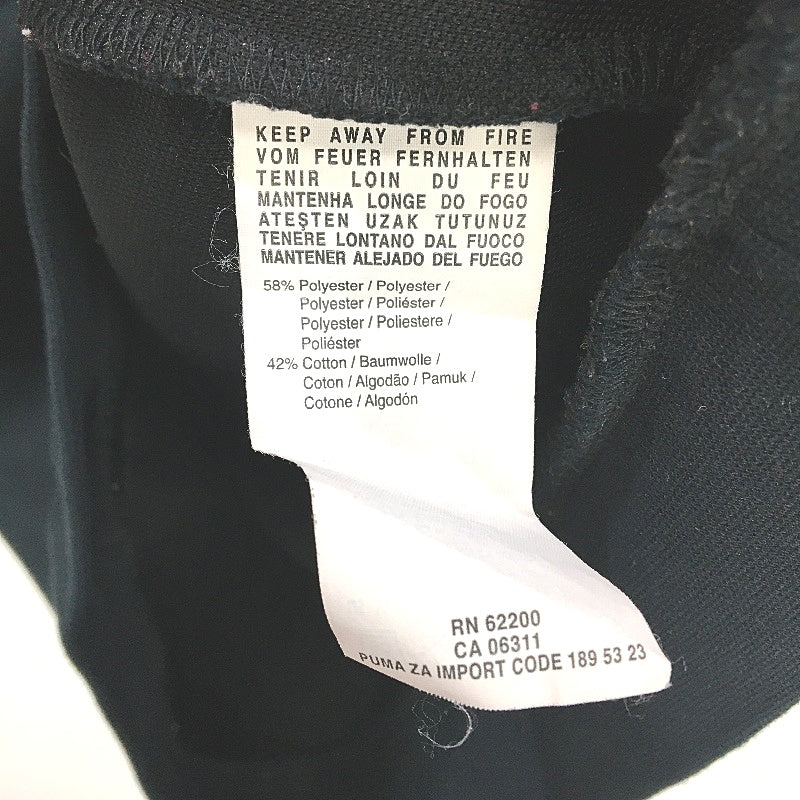 KEEP AWAY FROM FIRE
VOM FEUER FERNHALTEN
TENIR LOIN DU FEU
MANTENHA LONGE DO FOGO
ATEŞTEN UZAK TUTUNUZ
TENERE LONTANO DAL FUOCO
MANTENER ALEJADO DEL FUEGO
58% Polyester / Polyester /
Polyester / Poliéster /
Polyester / Poliestere /
Poliéster
42% Cotton / Baumwolle /
Coton / Algodão / Pamuk /
Cotone / Algodón
RN 62200
CA 06311
PUMA ZA IMPORT CODE 189 53 23